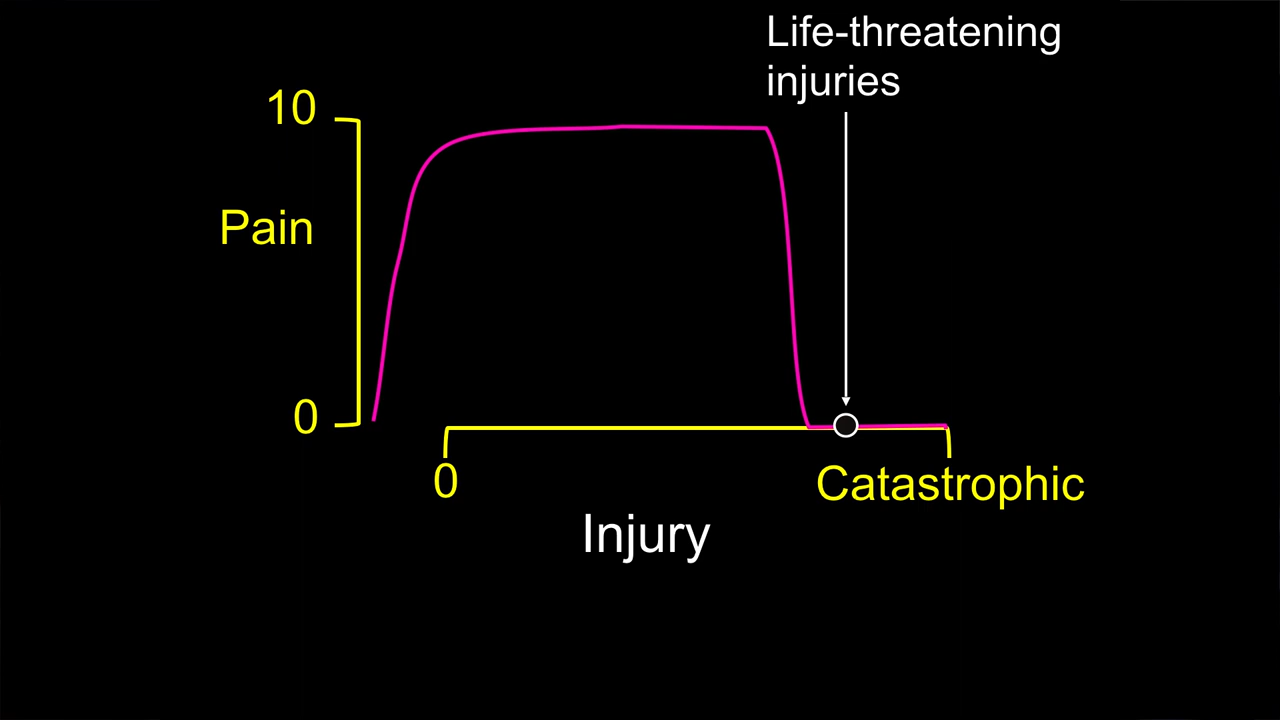 Life-threatening
injuries
10
Pain
0
0
Catastrophic
Injury